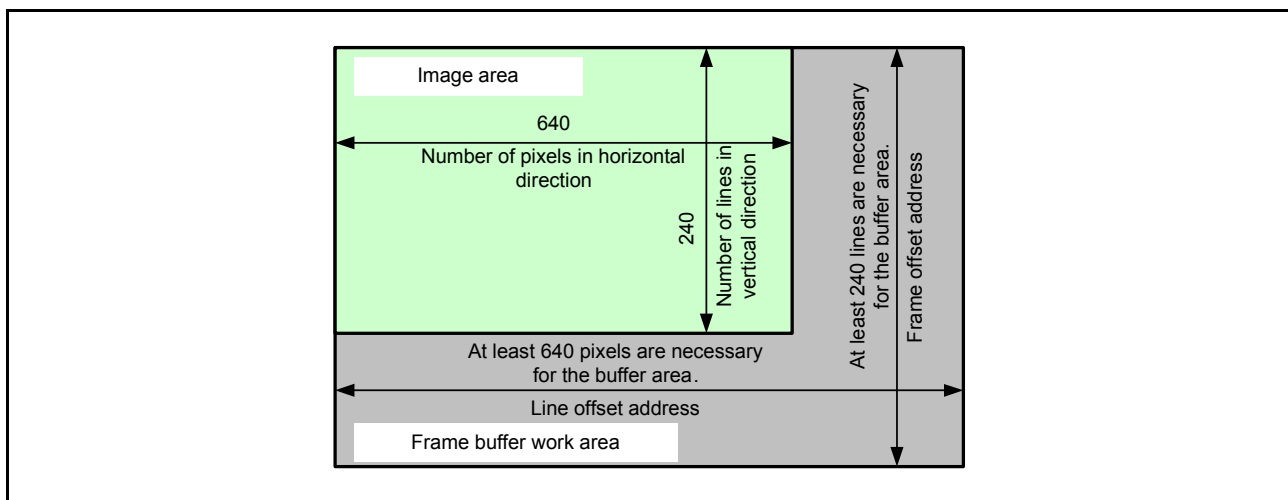 Image area
640
Number of pixels in horizontal
direction
240
Number of lines in
vertical direction
At least 240 lines are necessary
for the buffer area.
Frame offset address
At least 640 pixels are necessary
for the buffer area.
Line offset address
Frame buffer work area